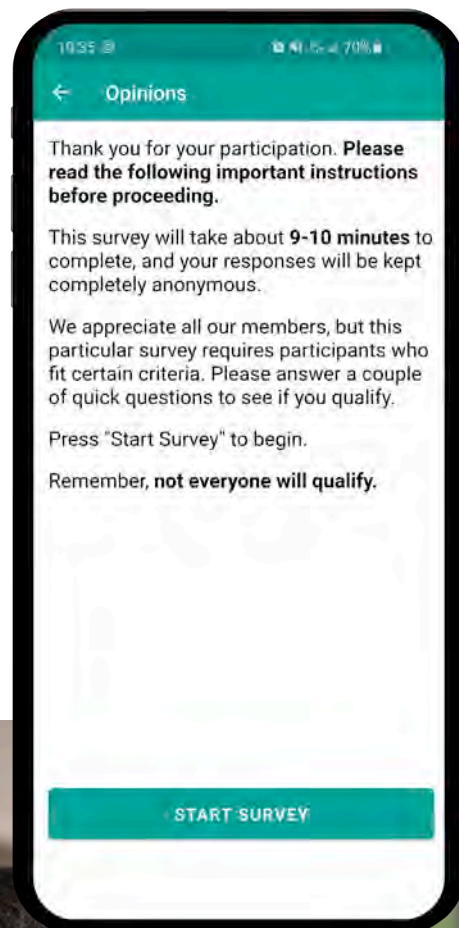 10:35
70%
← Opinions
Thank you for your participation. Please
read the following important instructions
before proceeding.
This survey will take about 9-10 minutes to
complete, and your responses will be kept
completely anonymous.
We appreciate all our members, but this
particular survey requires participants who
fit certain criteria. Please answer a couple
of quick questions to see if you qualify.
Press "Start Survey" to begin.
Remember, not everyone will qualify.
START SURVEY